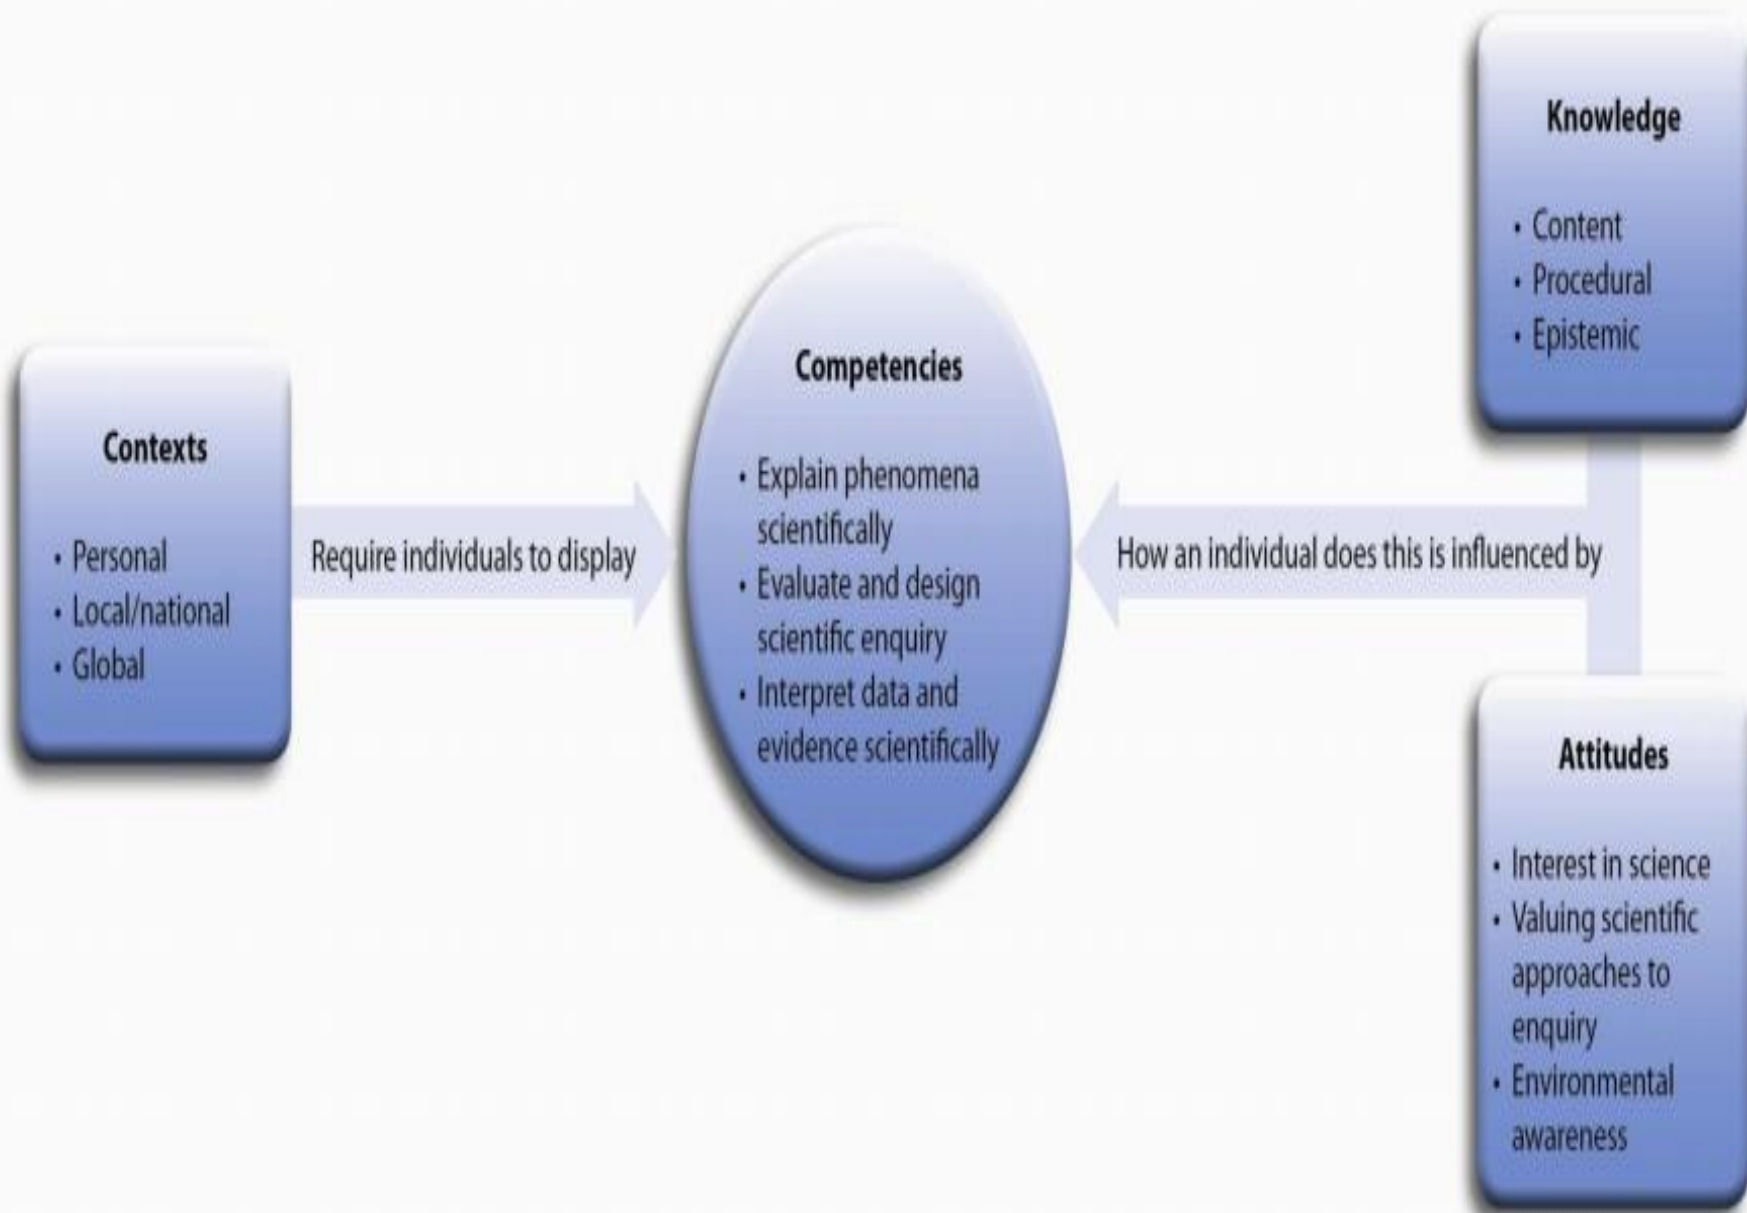 Contexts
• Personal
• Local/national
• Global
Require individuals to display
Competencies
• Explain phenomena
scientifically
• Evaluate and design
scientific enquiry
• Interpret data and
evidence scientifically
How an individual does this is influenced by
Knowledge
• Content
• Procedural
• Epistemic
Attitudes
• Interest in science
• Valuing scientific
approaches to
enquiry
• Environmental
awareness